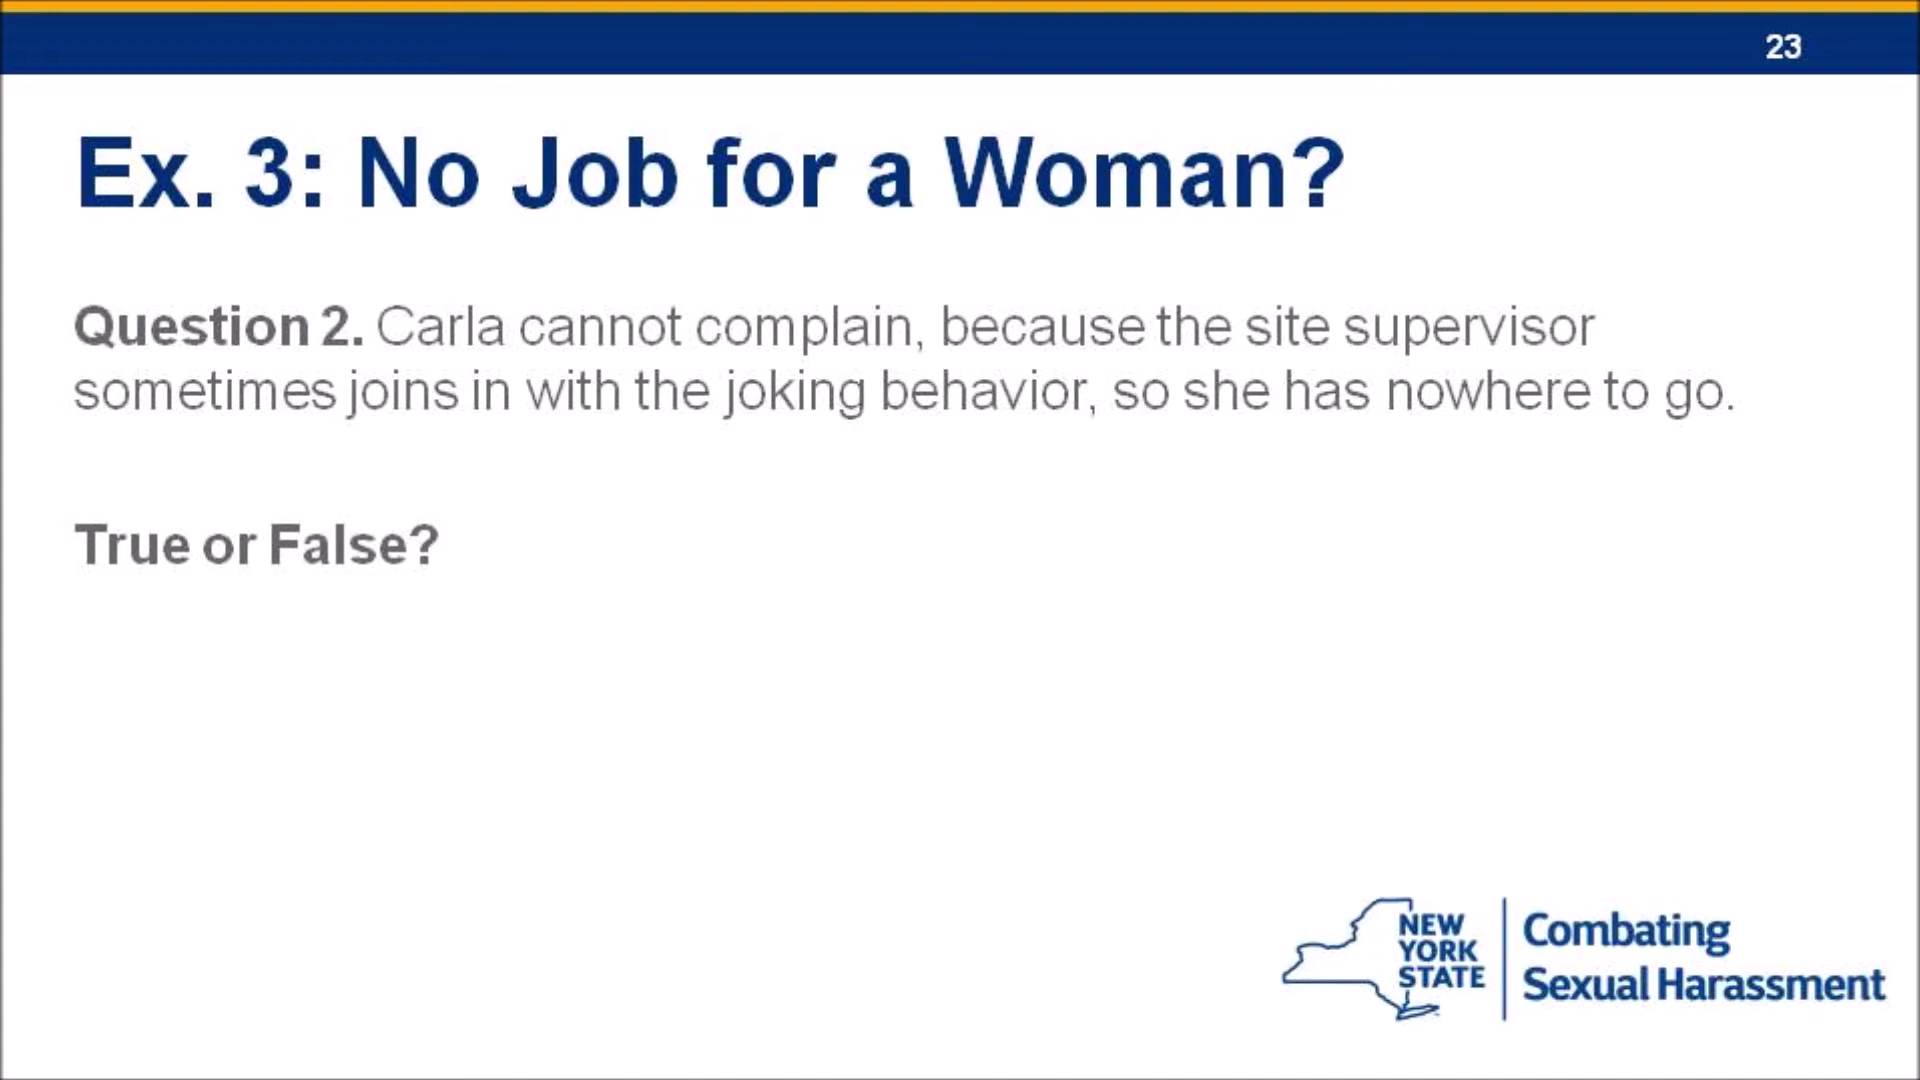 23
Ex. 3: No Job for a Woman?
Question 2. Carla cannot complain, because the site supervisor
sometimes joins in with the joking behavior, so she has nowhere to go.
True or False?
NEW
YORK
STATE
Combating
Sexual Harassment